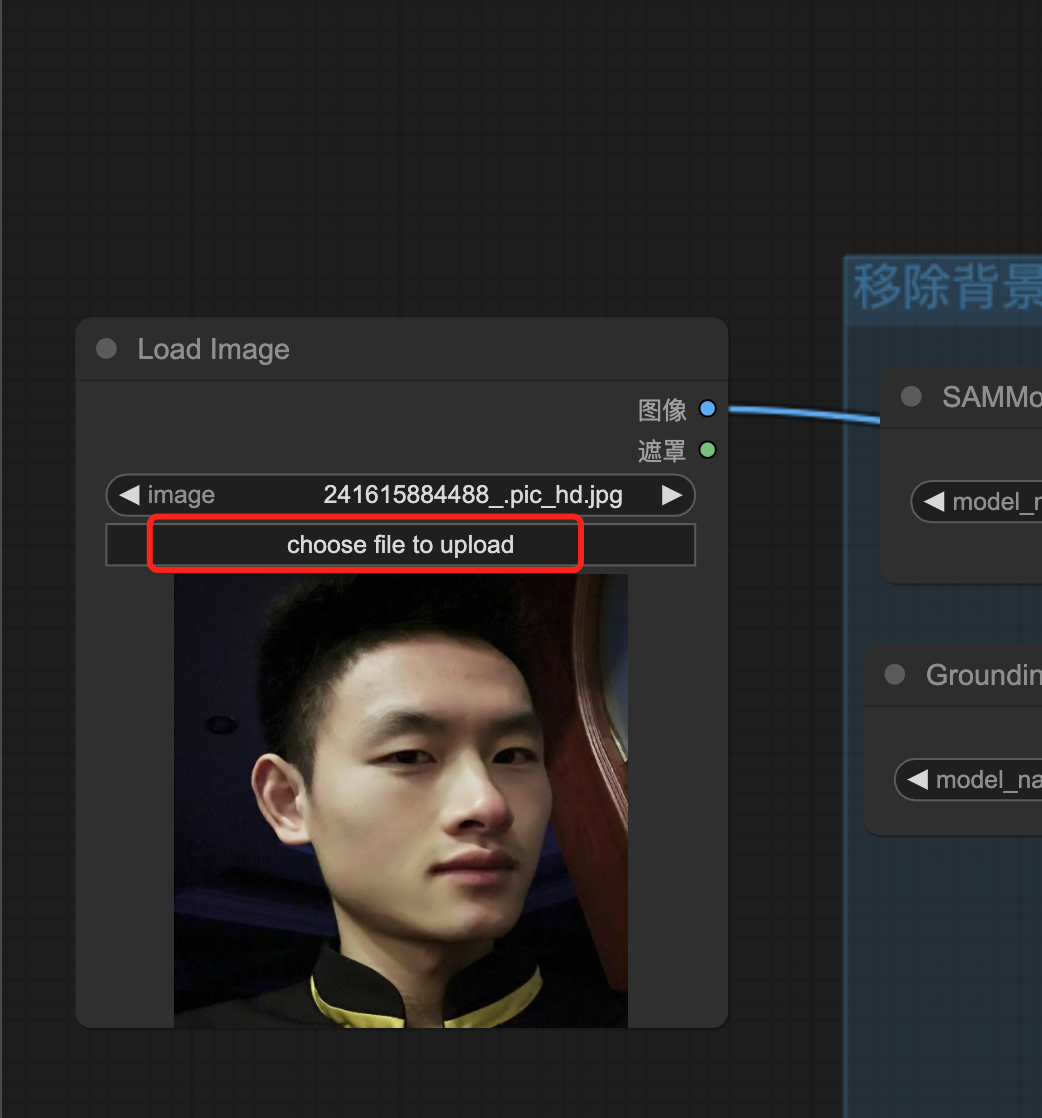 移除背景
Load Image
图像
SAMMo
遮罩
image 241615884488_.pic_hd.jpg
model_n
choose file to upload
Groundin
model_na